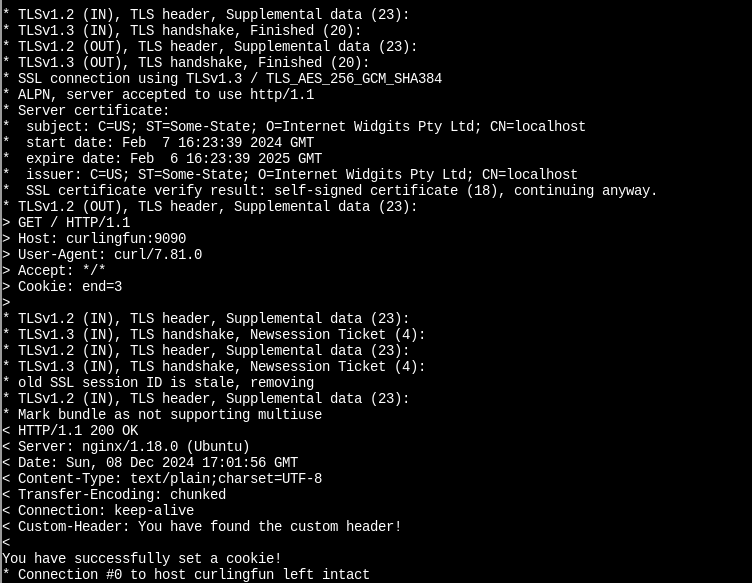 * TLSv1.2 (IN), TLS header, Supplemental data (23):
* TLSv1.3 (IN), TLS handshake, Finished (20):
* TLSv1.2 (OUT), TLS header, Supplemental data (23):
* TLSv1.3 (OUT), TLS handshake, Finished (20):
* SSL connection using TLSv1.3 / TLS_AES_256_GCM_SHA384
* ALPN, server accepted to use http/1.1
* Server certificate:
*  subject: C=US; ST=Some-State; O=Internet Widgits Pty Ltd; CN=localhost
*  start date: Feb  7 16:23:39 2024 GMT
*  expire date: Feb  6 16:23:39 2025 GMT
*  issuer: C=US; ST=Some-State; O=Internet Widgits Pty Ltd; CN=localhost
*  SSL certificate verify result: self-signed certificate (18), continuing anyway.
* TLSv1.2 (OUT), TLS header, Supplemental data (23):
> GET / HTTP/1.1
> Host: curlingfun:9090
> User-Agent: curl/7.81.0
> Accept: */*
> Cookie: end=3
>
* TLSv1.2 (IN), TLS header, Supplemental data (23):
* TLSv1.3 (IN), TLS handshake, Newsession Ticket (4):
* TLSv1.2 (IN), TLS header, Supplemental data (23):
* TLSv1.3 (IN), TLS handshake, Newsession Ticket (4):
* old SSL session ID is stale, removing
* TLSv1.2 (IN), TLS header, Supplemental data (23):
* Mark bundle as not supporting multiuse
< HTTP/1.1 200 OK
< Server: nginx/1.18.0 (Ubuntu)
< Date: Sun, 08 Dec 2024 17:01:56 GMT
< Content-Type: text/plain;charset=UTF-8
< Transfer-Encoding: chunked
< Connection: keep-alive
< Custom-Header: You have found the custom header!
<
You have successfully set a cookie!
* Connection #0 to host curlingfun left intact